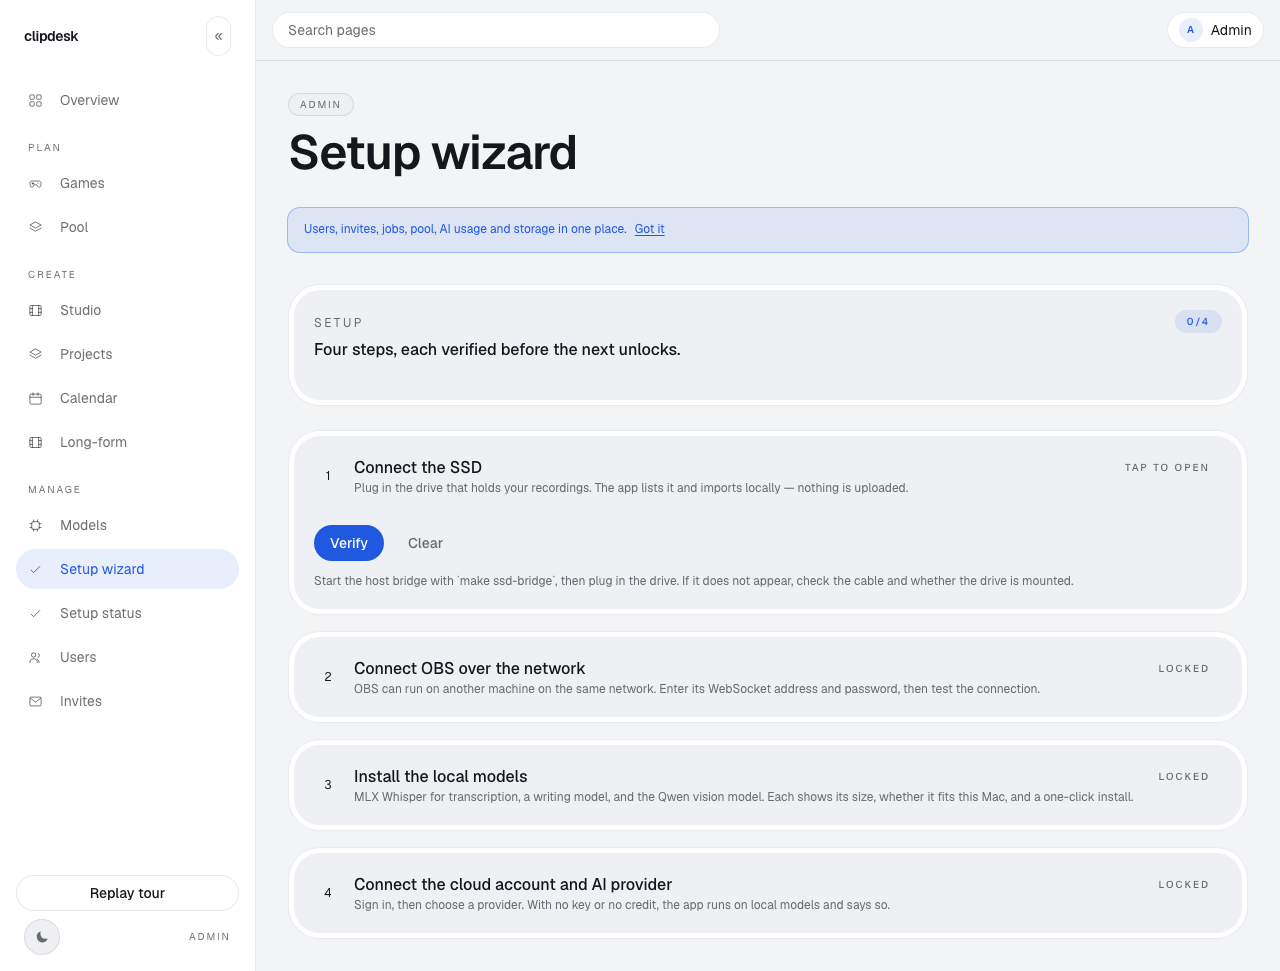 clipdesk
«
Search pages
A
Admin
Overview
PLAN
Games
Pool
CREATE
Studio
Projects
Calendar
Long-form
MANAGE
Models
Setup wizard
Setup status
Users
Invites
Replay tour
ADMIN
ADMIN
Setup wizard
Users, invites, jobs, pool, AI usage and storage in one place. Got it
SETUP
0/4
Four steps, each verified before the next unlocks.
1
Connect the SSD
TAP TO OPEN
Plug in the drive that holds your recordings. The app lists it and imports locally — nothing is uploaded.
Verify
Clear
Start the host bridge with `make ssd-bridge`, then plug in the drive. If it does not appear, check the cable and whether the drive is mounted.
2
Connect OBS over the network
LOCKED
OBS can run on another machine on the same network. Enter its WebSocket address and password, then test the connection.
3
Install the local models
LOCKED
MLX Whisper for transcription, a writing model, and the Qwen vision model. Each shows its size, whether it fits this Mac, and a one-click install.
4
Connect the cloud account and AI provider
LOCKED
Sign in, then choose a provider. With no key or no credit, the app runs on local models and says so.